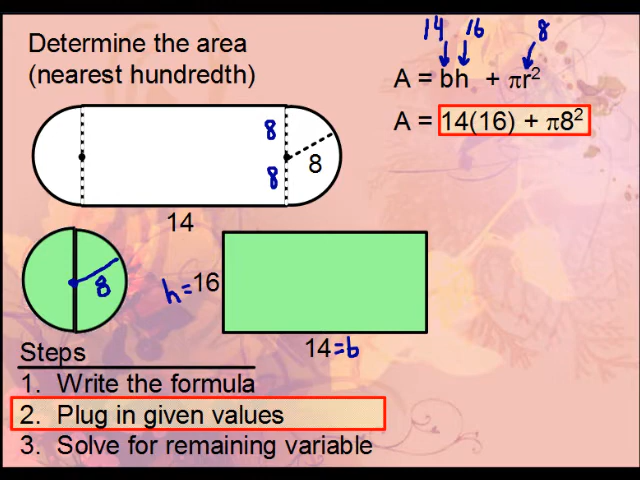 Determine the area
(nearest hundredth)
14 16 8
A = bh + πr²
A = 14(16) + π8²
8
8
8
14
8
h=16
14=b
Steps
1. Write the formula
2. Plug in given values
3. Solve for remaining variable